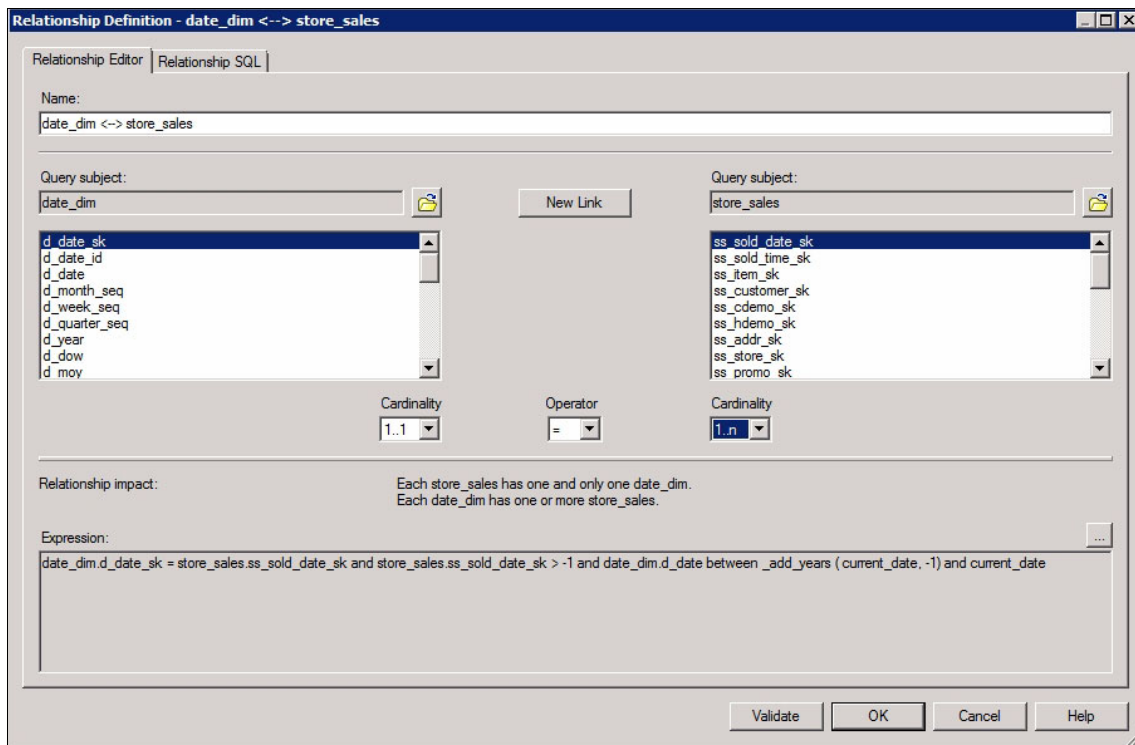 Relationship Definition - date_dim <--> store_sales
Relationship Editor
Relationship SQL
Name:
date_dim <--> store_sales
Query subject:
Query subject:
date_dim
New Link
store_sales
d_date_sk
d_date_id
d_date
d_month_seq
d_week_seq
d_quarter_seq
d_year
d_dow
d_moy
ss_sold_date_sk
ss_sold_time_sk
ss_item_sk
ss_customer_sk
ss_cdemo_sk
ss_hdemo_sk
ss_addr_sk
ss_store_sk
ss_promo_sk
Cardinality
Operator
Cardinality
1..1
=
1..n
Relationship impact:
Each store_sales has one and only one date_dim.
Each date_dim has one or more store_sales.
Expression:
...
date_dim.d_date_sk = store_sales.ss_sold_date_sk and store_sales.ss_sold_date_sk > -1 and date_dim.d_date between _add_years ( current_date, -1) and current_date
Validate
OK
Cancel
Help